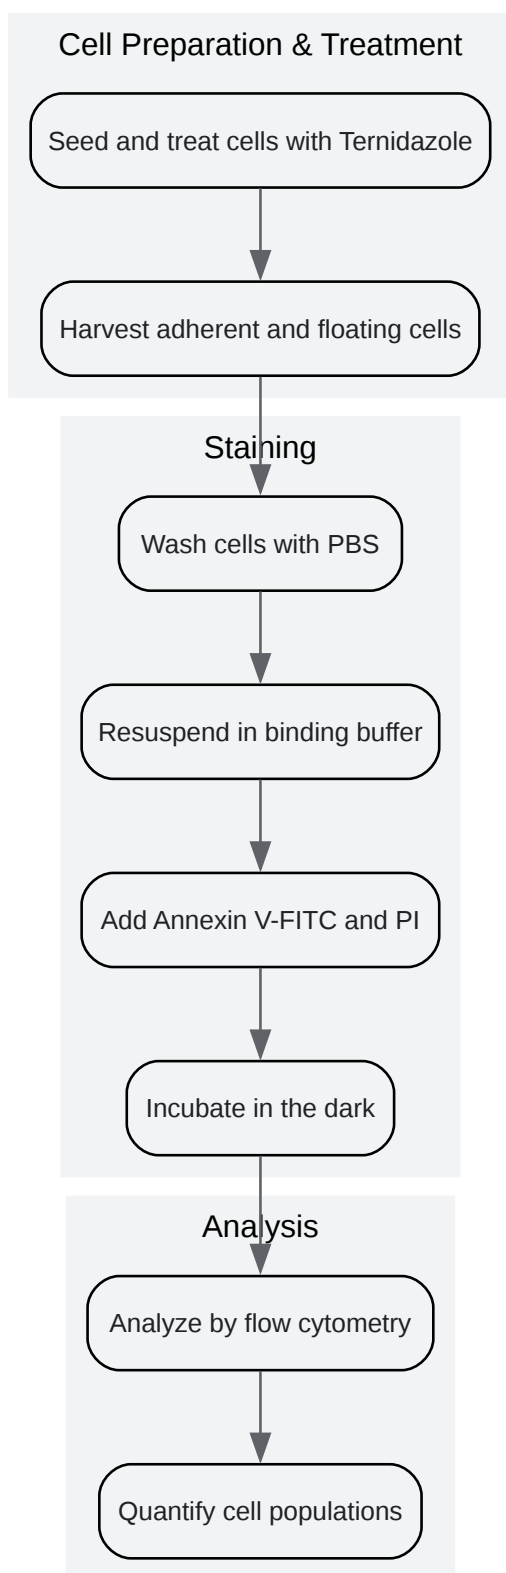 Cell Preparation & Treatment
Seed and treat cells with Ternidazole
Harvest adherent and floating cells
Staining
Wash cells with PBS
Resuspend in binding buffer
Add Annexin V-FITC and PI
Incubate in the dark
Analysis
Analyze by flow cytometry
Quantify cell populations